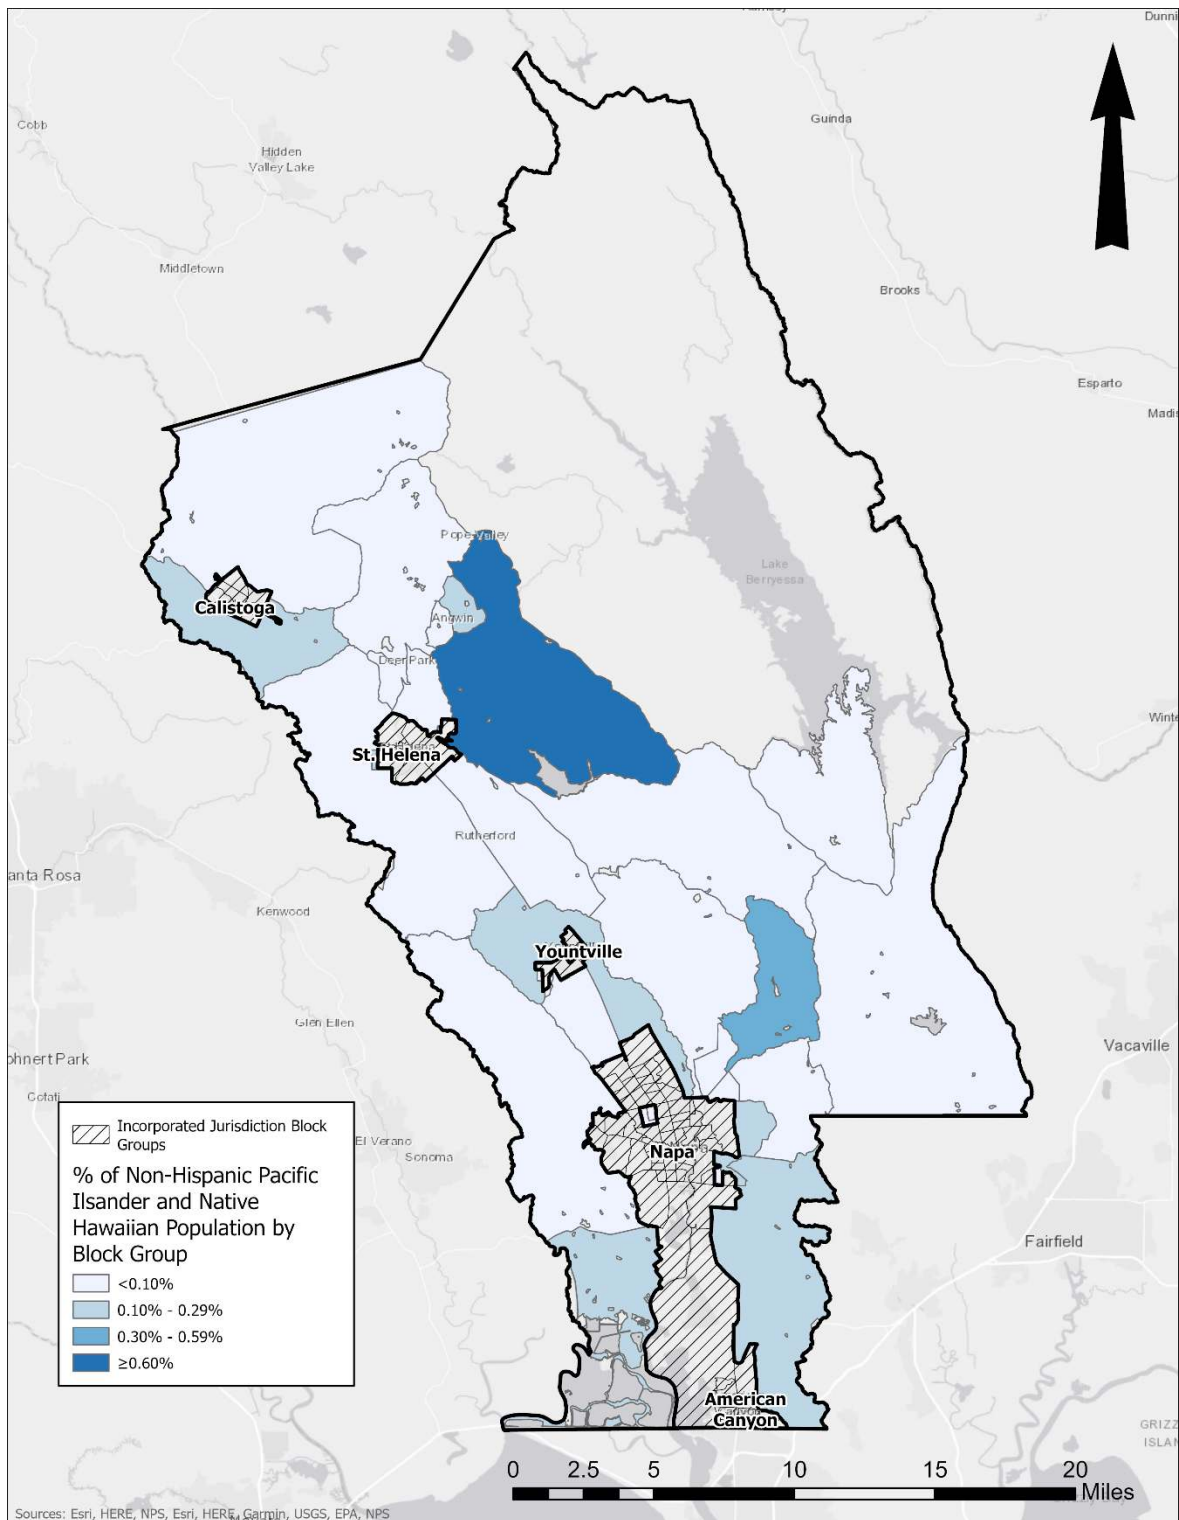 Dunni
Guinda
Cobb
Hidden
Valley Lake
Middletown
Brooks
Esparto
Madis
Pope Valley
Lake
Berryessa
Calistoga
Angwin
Deer Park
Winte
St. Helena
Rutherford
anta Rosa
Kenwood
Yountville
Glen Ellen
ohnert Park
Cotati
Vacaville
El Verano
Sonoma
Napa
Fairfield
Incorporated Jurisdiction Block
Groups
% of Non-Hispanic Pacific
Ilsander and Native
Hawaiian Population by
Block Group
<0.10%
0.10% - 0.29%
0.30% - 0.59%
≥0.60%
American
Canyon
GRIZZ
ISLAN
0 2.5 5 10 15 20
Miles
Sources: Esri, HERE, NPS, Esri, HERE, Garmin, USGS, EPA, NPS